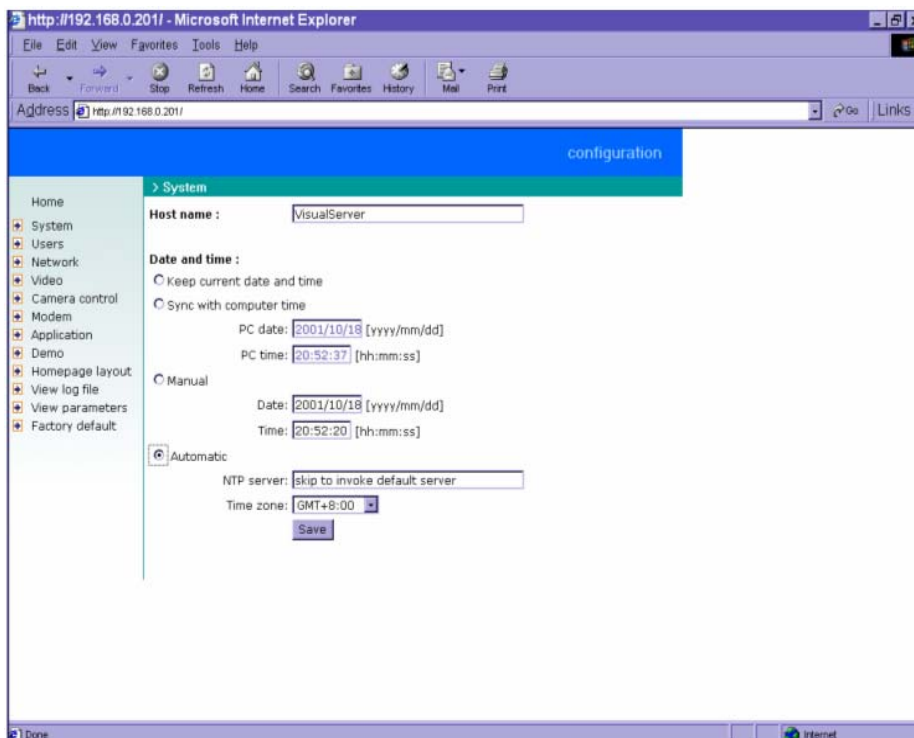 http://192.168.0.201/ - Microsoft Internet Explorer
File Edit View Favorites Tools Help
Back Forward Stop Refresh Home Search Favorites History Mail Print
Address http://192.168.0.201/ Go Links
configuration
> System
Home
System
Users
Network
Video
Camera control
Modem
Application
Demo
Homepage layout
View log file
View parameters
Factory default
Host name : VisualServer
Date and time :
Keep current date and time
Sync with computer time
PC date: 2001/10/18 [yyyy/mm/dd]
PC time: 20:52:37 [hh:mm:ss]
Manual
Date: 2001/10/18 [yyyy/mm/dd]
Time: 20:52:20 [hh:mm:ss]
Automatic
NTP server: skip to invoke default server
Time zone: GMT+8:00
Save
Done Internet